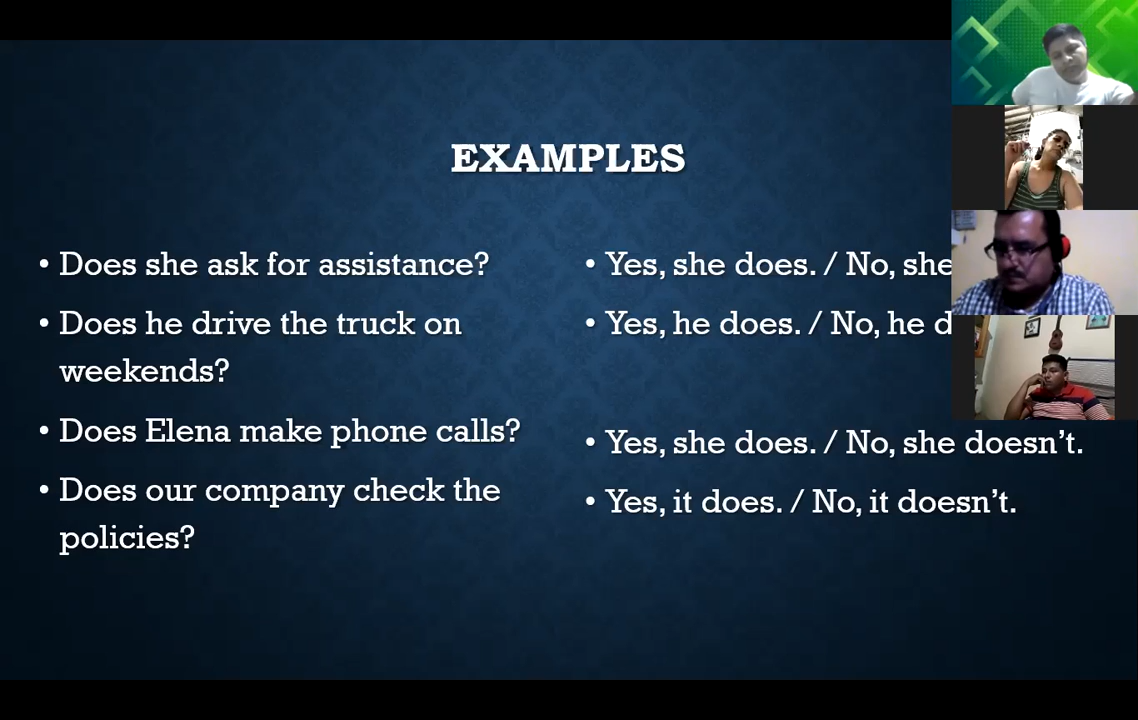 EXAMPLES
• Does she ask for assistance?
• Does he drive the truck on
weekends?
• Does Elena make phone calls?
• Does our company check the
policies?
• Yes, she does. / No, she
• Yes, he does. / No, he
• Yes, she does. / No, she doesn't.
• Yes, it does. / No, it doesn't.